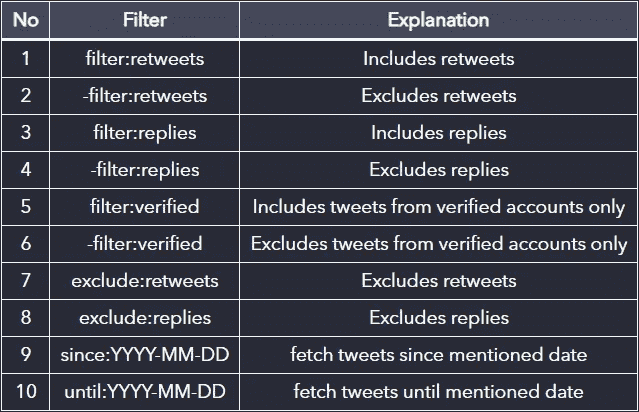 No Filter Explanation
1 filter:retweets Includes retweets
2 -filter:retweets Excludes retweets
3 filter:replies Includes replies
4 -filter:replies Excludes replies
5 filter:verified Includes tweets from verified accounts only
6 -filter:verified Excludes tweets from verified accounts only
7 exclude:retweets Excludes retweets
8 exclude:replies Excludes replies
9 since:YYYY-MM-DD fetch tweets since mentioned date
10 until:YYYY-MM-DD fetch tweets until mentioned date